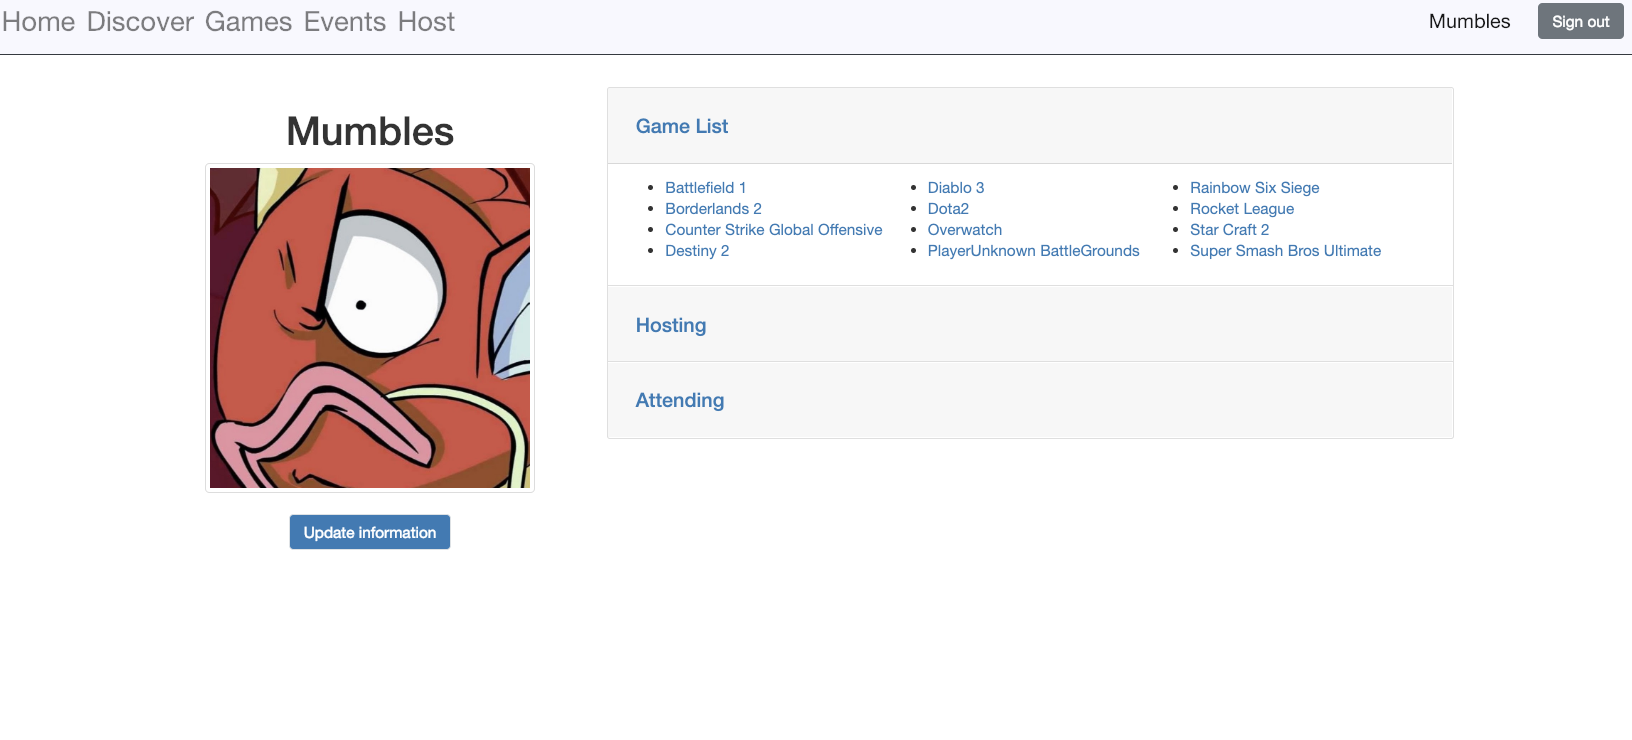 Home Discover Games Events Host
Mumbles
Sign out
Mumbles
Update information
Game List
Battlefield 1
Borderlands 2
Counter Strike Global Offensive
Destiny 2
Diablo 3
Dota2
Overwatch
PlayerUnknown BattleGrounds
Rainbow Six Siege
Rocket League
Star Craft 2
Super Smash Bros Ultimate
Hosting
Attending